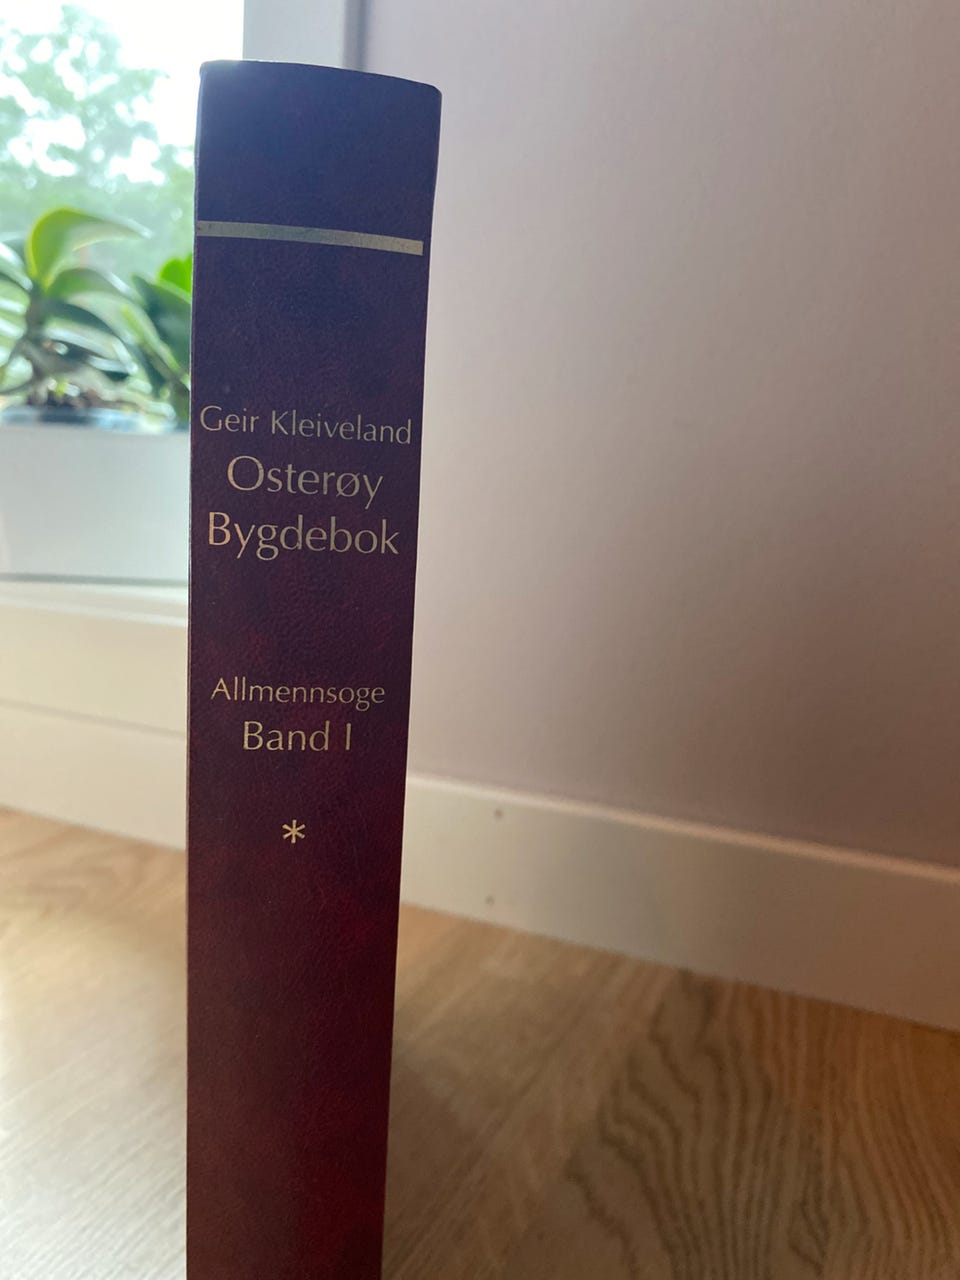 Geir Kleiveland
Osterøy
Bygdebok
Allmennsoge
Band I
*